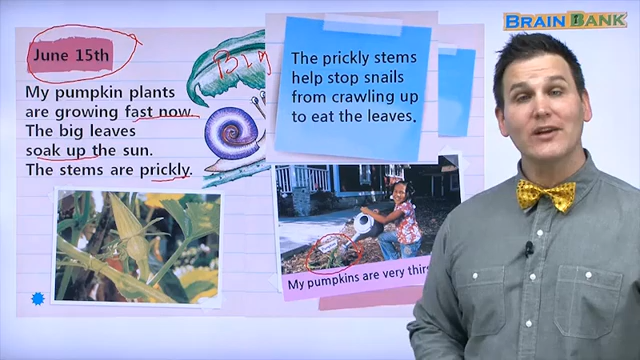 BRAIN BANK
June 15th
My pumpkin plants
are growing fast now.
The big leaves
soak up the sun.
The stems are prickly.
Big
The prickly stems
help stop snails
from crawling up
to eat the leaves.
My pumpkins are very